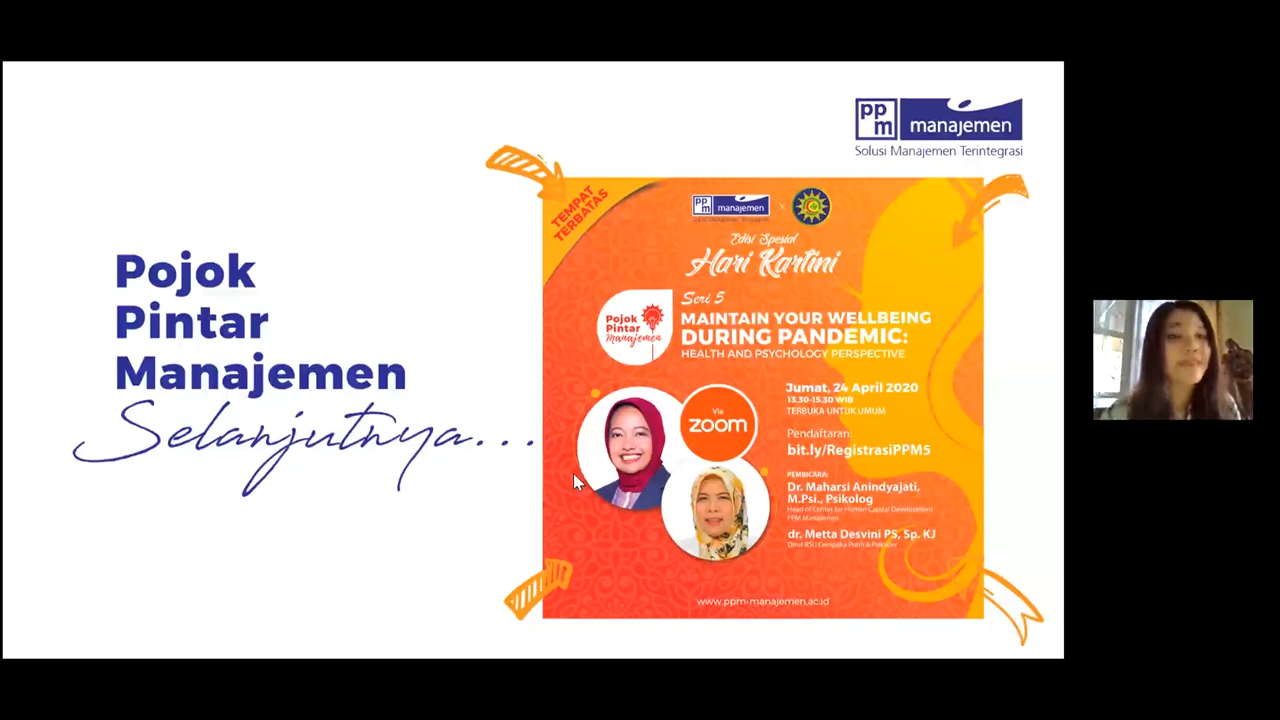 ppm manajemen
Solusi Manajemen Terintegrasi
Pojok
Pintar
Manajemen
Selanjutnya...
TEMPAT
TERBATAS
ppm manajemen
Edisi Spesial
Hari Kartini
Seri 5
Pojok
Pintar
Manajemen
MAINTAIN YOUR WELLBEING
DURING PANDEMIC:
HEALTH AND PSYCHOLOGY PERSPECTIVE
Via
zoom
Jumat, 24 April 2020
13.30-15.30 WIB
TERBUKA UNTUK UMUM
Pendaftaran:
bit.ly/RegistrasiPPM5
PEMBICARA:
Dr. Maharsi Anindyajati,
M.Psi., Psikolog
Head of Center for Human Capital Development
PPM Manajemen
dr. Metta Desvini PS, Sp. KJ
Cempaka Putih &
www.ppm-manajemen.ac.id